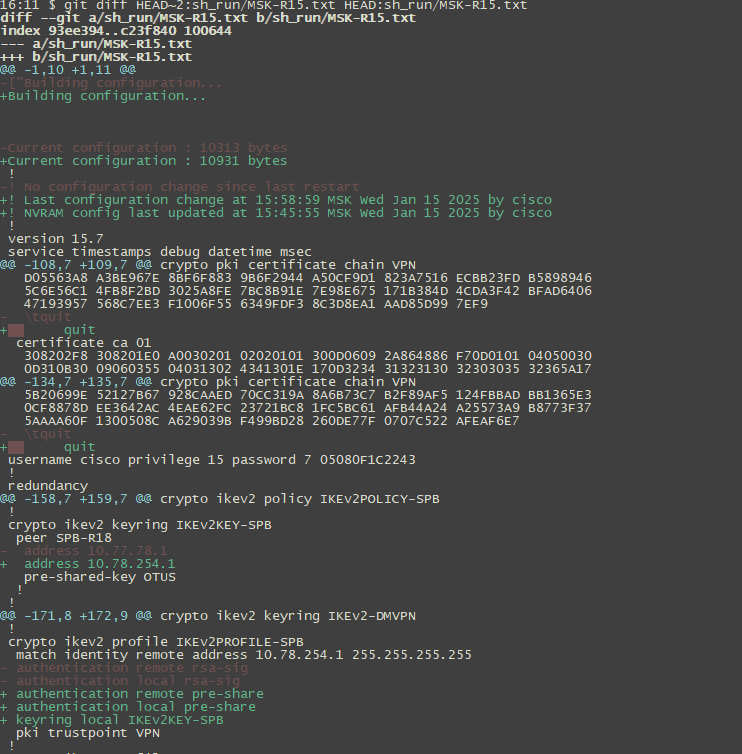 16:11 $ git diff HEAD~2:sh_run/MSK-R15.txt HEAD:sh_run/MSK-R15.txt
diff --git a/sh_run/MSK-R15.txt b/sh_run/MSK-R15.txt
index 93ee394..c23f840 100644
--- a/sh_run/MSK-R15.txt
+++ b/sh_run/MSK-R15.txt
@@ -1,10 +1,11 @@
-["Building configuration...
+Building configuration...
-Current configuration : 10313 bytes
+Current configuration : 10931 bytes
!
-! No configuration change since last restart
+! Last configuration change at 15:58:59 MSK Wed Jan 15 2025 by cisco
+! NVRAM config last updated at 15:45:55 MSK Wed Jan 15 2025 by cisco
!
version 15.7
service timestamps debug datetime msec
@@ -108,7 +109,7 @@ crypto pki certificate chain VPN
DD5563A8 A3BE967E 8BF6F883 9B6F2944 A50CF9D1 823A7516 ECBB23FD B5898946
5C6E56C1 4FB8F2BD 3025A8FE 7BC8B91E 7E98E675 171B384D 4CDA3F42 BFAD6406
47193957 568C7EE3 F1006F55 6349FDF3 8C3D8EA1 AAD85D99 7EF9
-  \tquit
+       quit
certificate ca 01
308202F8 308201E0 A0030201 02020101 300D0609 2A864886 F70D0101 04050030
0D310B30 09060355 04031302 4341301E 170D3234 31323130 32303035 32365A17
@@ -134,7 +135,7 @@ crypto pki certificate chain VPN
5B20699E 52127B67 928CAAED 70CC319A 8A6B73C7 B2F89AF5 124FBBAD BB1365E3
0CF8878D EE3642AC 4EAE62FC 23721BC8 1FC5BC61 AFB44A24 A25573A9 B8773F37
5AAAA60F 1300508C A629039B F499BD28 260DE77F 0707C522 AFEAF6E7
-  \tquit
+       quit
username cisco privilege 15 password 7 05080F1C2243
!
redundancy
@@ -158,7 +159,7 @@ crypto ikev2 policy IKEv2POLICY-SPB
!
crypto ikev2 keyring IKEv2KEY-SPB
peer SPB-R18
-  address 10.77.78.1
+  address 10.78.254.1
pre-shared-key OTUS
!
!
@@ -171,8 +172,9 @@ crypto ikev2 keyring IKEv2-DMVPN
!
crypto ikev2 profile IKEv2PROFILE-SPB
match identity remote address 10.78.254.1 255.255.255.255
- authentication remote rsa-sig
- authentication local rsa-sig
+ authentication remote pre-share
+ authentication local pre-share
+ keyring local IKEv2KEY-SPB
pki trustpoint VPN
!